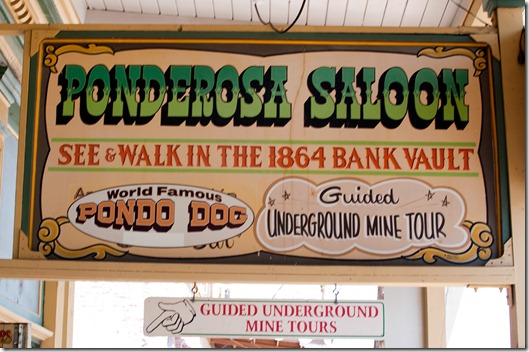 PONDEROSA SALOON
SEE & WALK IN THE 1864 BANK VAULT
World Famous
PONDO DOG
Guided
UNDERGROUND MINE TOUR
GUIDED UNDERGROUND
MINE TOURS